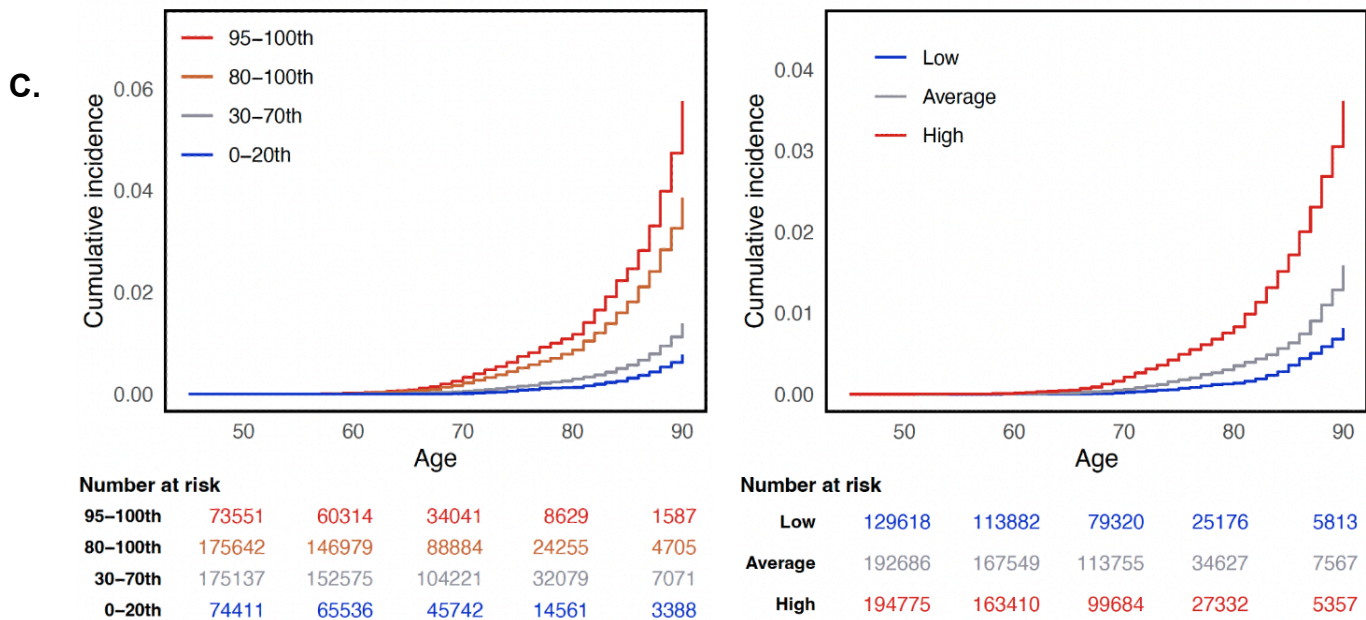 C.
95–100th
80–100th
30–70th
0–20th
Cumulative incidence
0.06
0.04
0.02
0.00
50 60 70 80 90
Age
Number at risk
95–100th 73551 60314 34041 8629 1587
80–100th 175642 146979 88884 24255 4705
30–70th 175137 152575 104221 32079 7071
0–20th 74411 65536 45742 14561 3388
Low
Average
High
Cumulative incidence
0.04
0.03
0.02
0.01
0.00
50 60 70 80 90
Age
Number at risk
Low 129618 113882 79320 25176 5813
Average 192686 167549 113755 34627 7567
High 194775 163410 99684 27332 5357